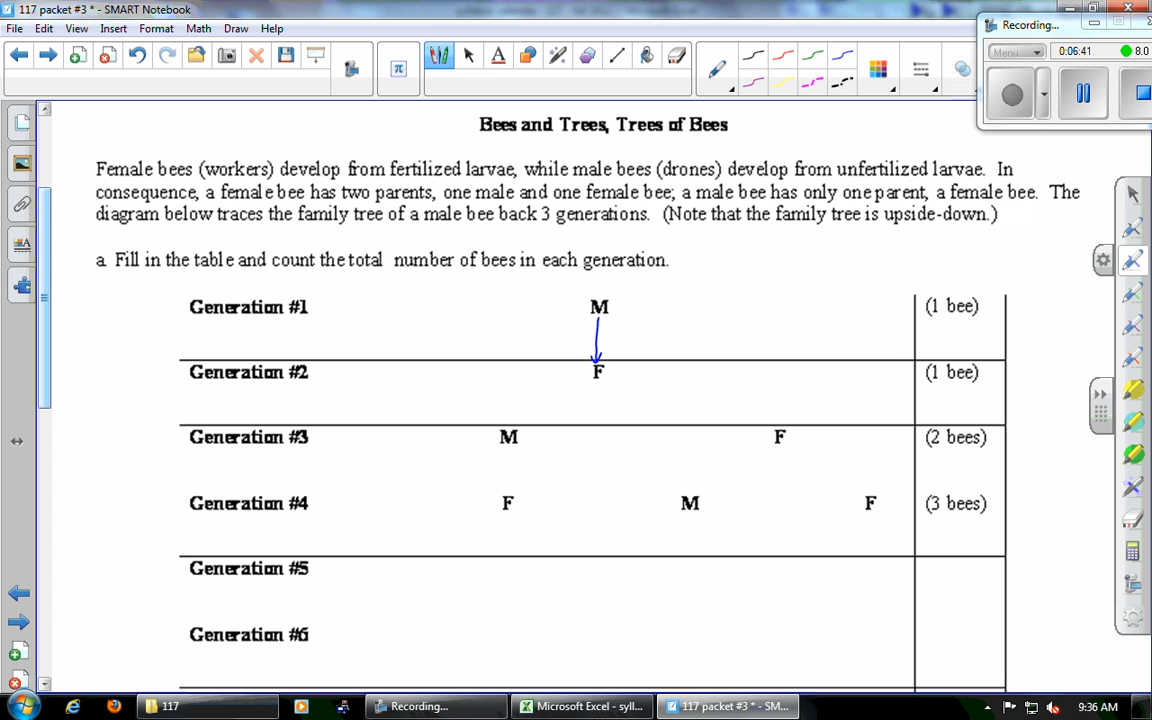 117 packet #3 * - SMART Notebook
File Edit View Insert Format Math Draw Help
Recording...
Menu
0:06:41
8.0
π
A
Bees and Trees, Trees of Bees
Female bees (workers) develop from fertilized larvae, while male bees (drones) develop from unfertilized larvae. In
consequence, a female bee has two parents, one male and one female bee; a male bee has only one parent, a female bee. The
diagram below traces the family tree of a male bee back 3 generations. (Note that the family tree is upside-down.)
a. Fill in the table and count the total number of bees in each generation.
Generation #1 M (1 bee)
Generation #2 F (1 bee)
Generation #3 M F (2 bees)
Generation #4 F M F (3 bees)
Generation #5
Generation #6
117 Recording... Microsoft Excel - syll... 117 packet #3 * - SM... 9:36 AM